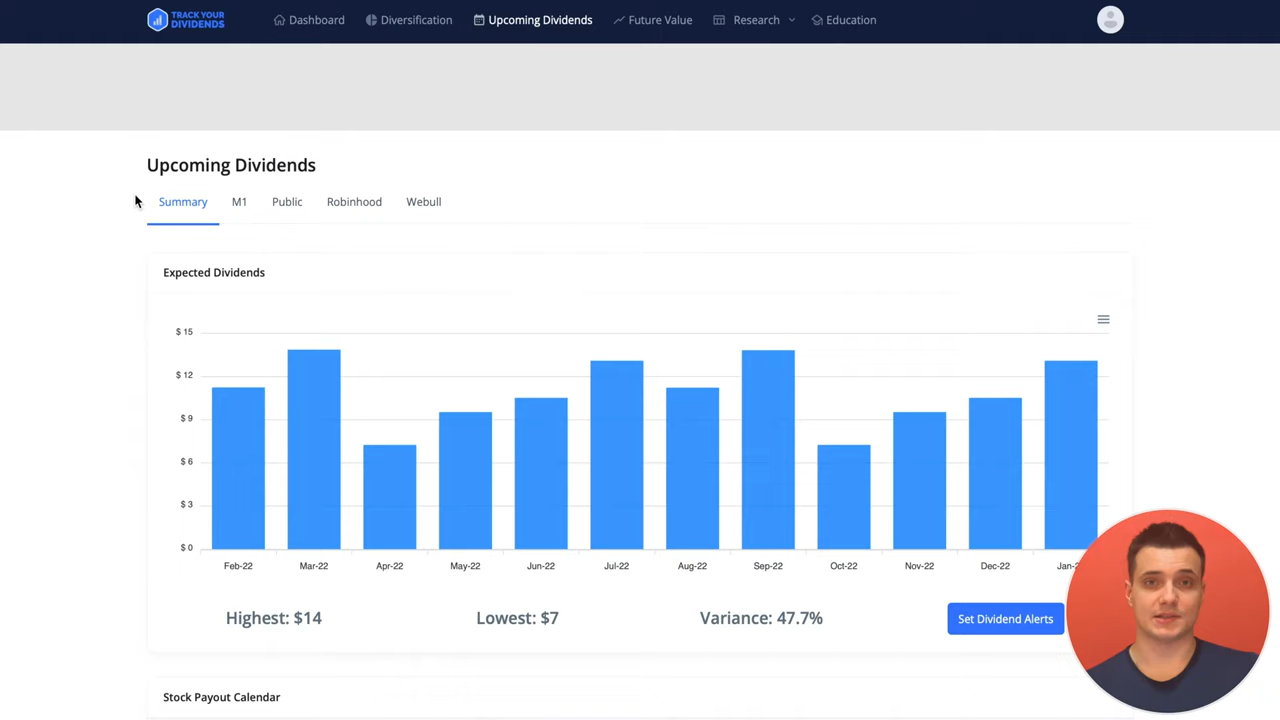 TRACK YOUR
DIVIDENDS
Dashboard
Diversification
Upcoming Dividends
Future Value
Research
Education
Upcoming Dividends
Summary
M1
Public
Robinhood
Webull
Expected Dividends
$ 15
$ 12
$ 9
$ 6
$ 3
$ 0
Feb-22
Mar-22
Apr-22
May-22
Jun-22
Jul-22
Aug-22
Sep-22
Oct-22
Nov-22
Dec-22
Jan-2
Highest: $14
Lowest: $7
Variance: 47.7%
Set Dividend Alerts
Stock Payout Calendar